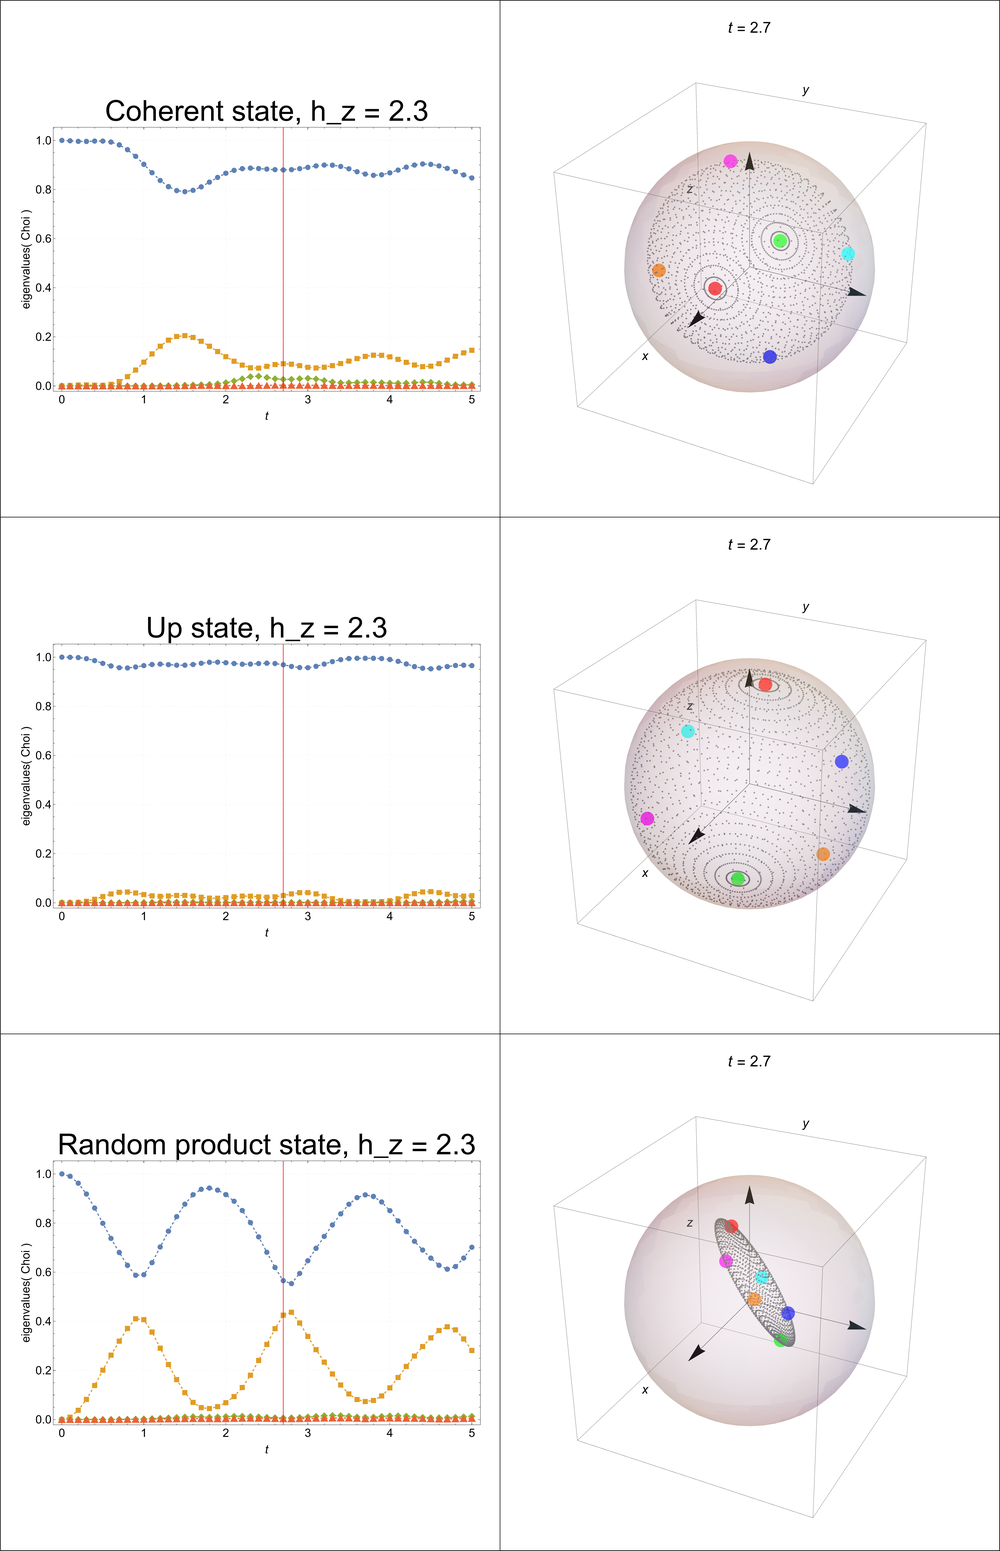 Coherent state, h_z = 2.3
eigenvalues( Choi )
1.0
0.8
0.6
0.4
0.2
0.0
0 1 2 3 4 5
t
t = 2.7
y
z
x
Up state, h_z = 2.3
eigenvalues( Choi )
1.0
0.8
0.6
0.4
0.2
0.0
0 1 2 3 4 5
t
t = 2.7
y
z
x
Random product state, h_z = 2.3
eigenvalues( Choi )
1.0
0.8
0.6
0.4
0.2
0.0
0 1 2 3 4 5
t
t = 2.7
y
z
x